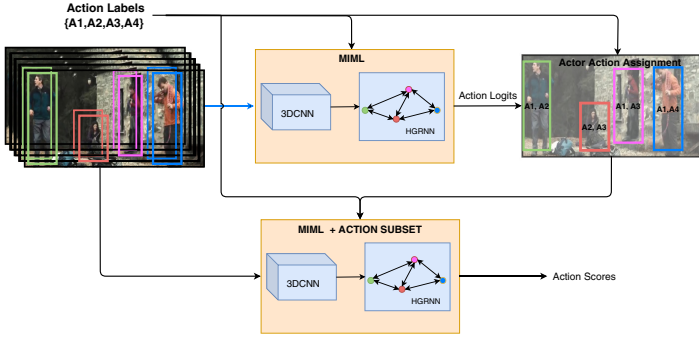 Action Labels
{A1,A2,A3,A4}
MIML
3DCNN
HGRNN
Action Logits
Actor Action Assignment
A1, A2
A2, A3
A1, A3
A1,A4
MIML + ACTION SUBSET
3DCNN
HGRNN
Action Scores